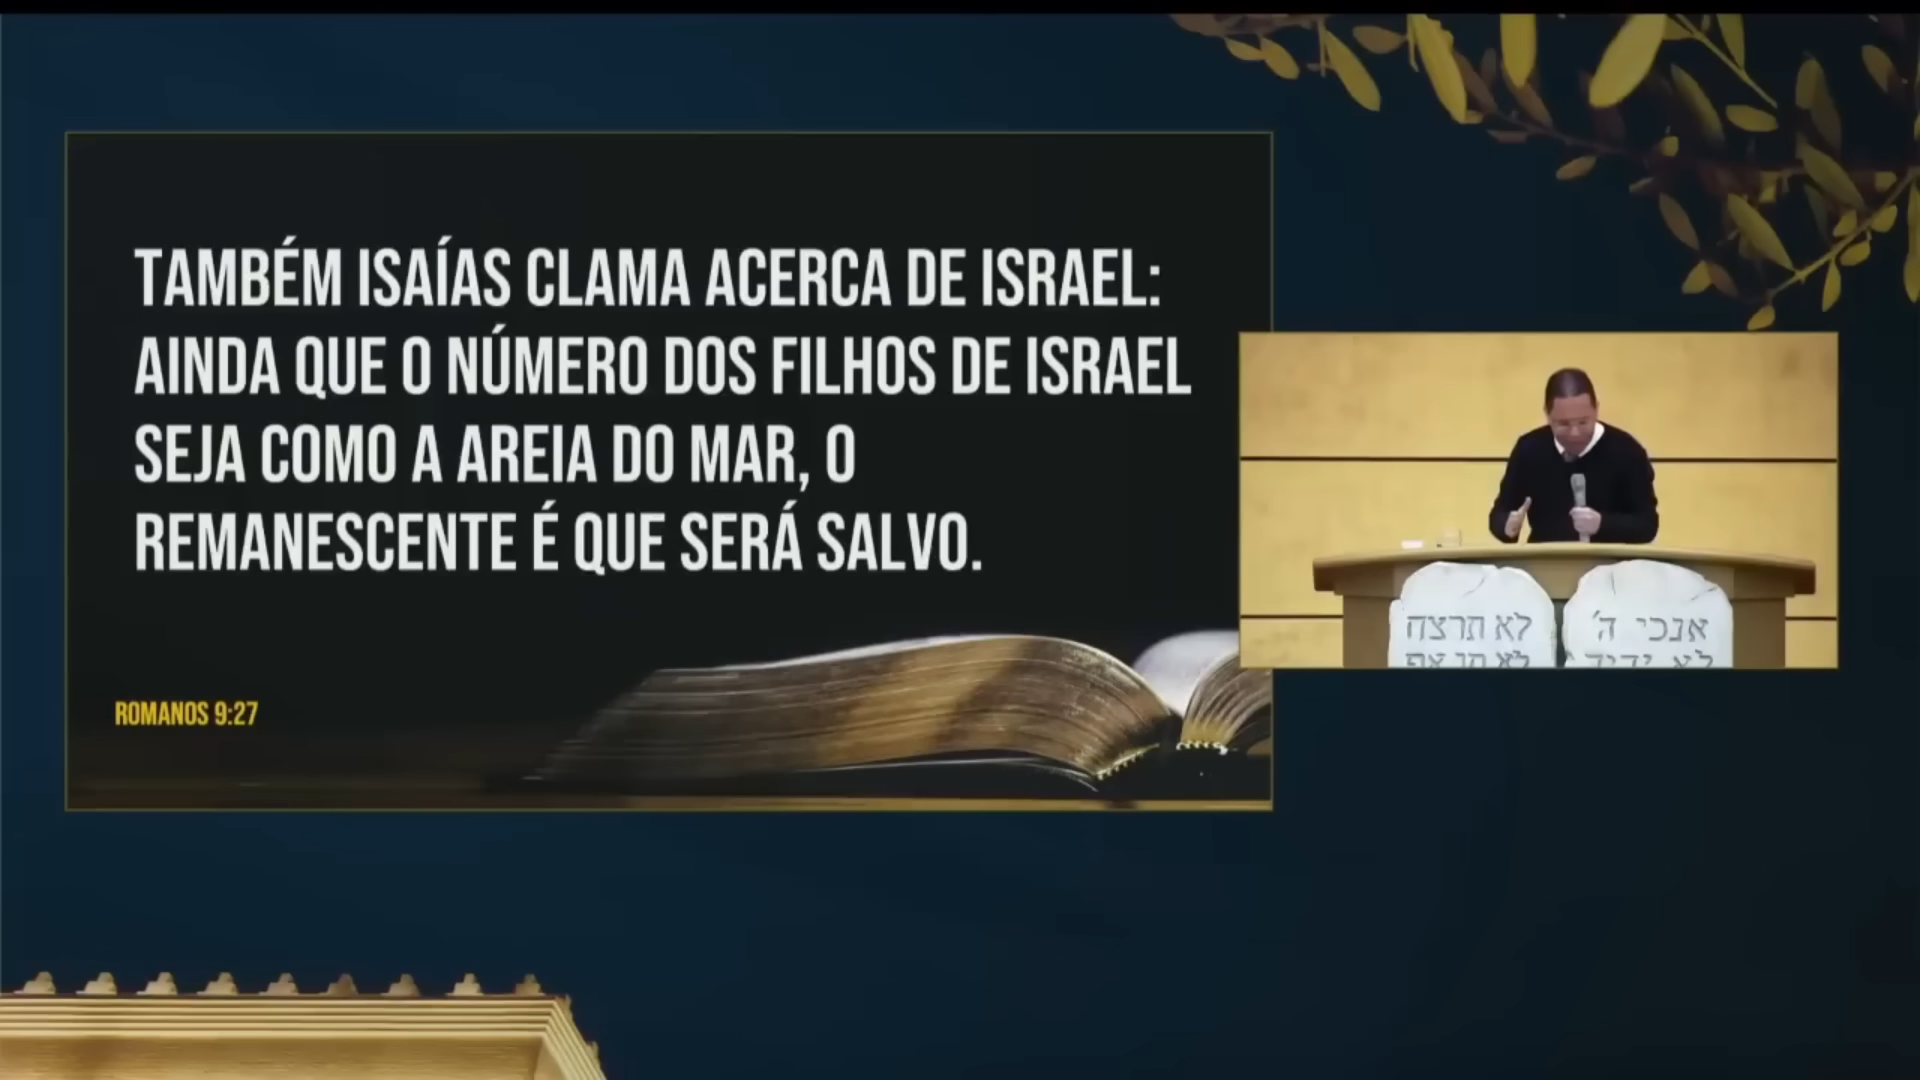 TAMBÉM ISAÍAS CLAMA ACERCA DE ISRAEL:
AINDA QUE O NÚMERO DOS FILHOS DE ISRAEL
SEJA COMO A AREIA DO MAR, O
REMANESCENTE É QUE SERÁ SALVO.
ROMANOS 9:27
אנכי ה'
לא תרצח